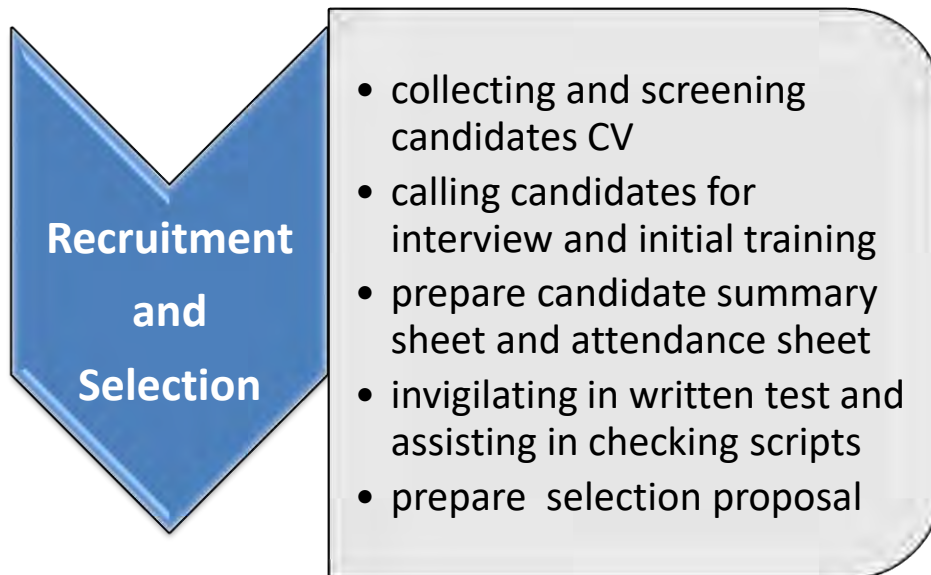 Recruitment
and
Selection
• collecting and screening
candidates CV
• calling candidates for
interview and initial training
• prepare candidate summary
sheet and attendance sheet
• invigilating in written test and
assisting in checking scripts
• prepare  selection proposal